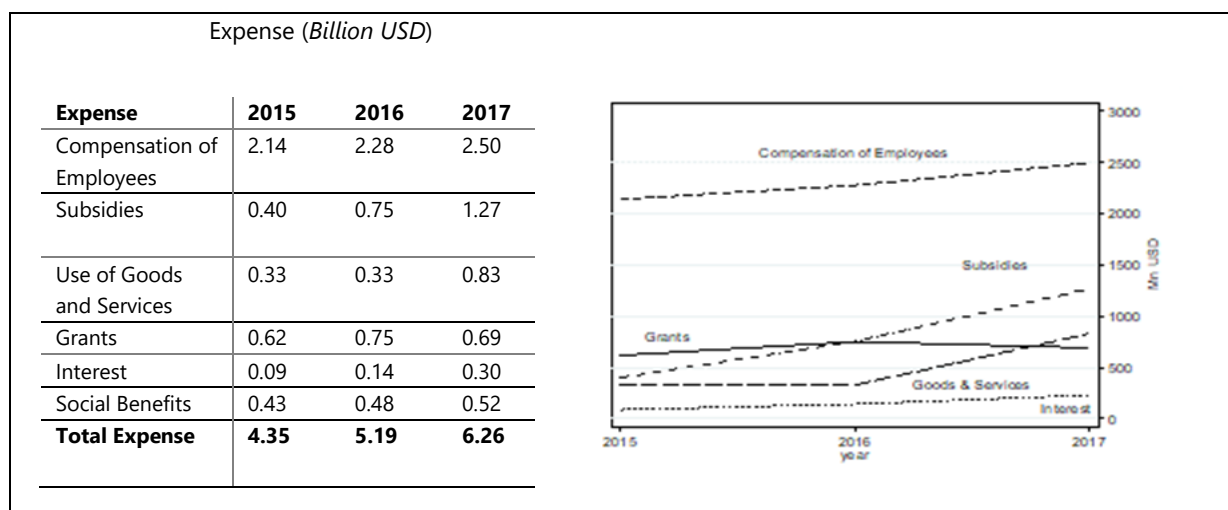 Expense (Billion USD)
Expense 2015 2016 2017
Compensation of 2.14 2.28 2.50
Employees
Subsidies 0.40 0.75 1.27
Use of Goods 0.33 0.33 0.83
and Services
Grants 0.62 0.75 0.69
Interest 0.09 0.14 0.30
Social Benefits 0.43 0.48 0.52
Total Expense 4.35 5.19 6.26
Compensation of Employees
Subsidies
Grants
Goods & Services
Interest
3000
2500
2000
1500
1000
500
0
Mn USD
2015 2016 2017
year